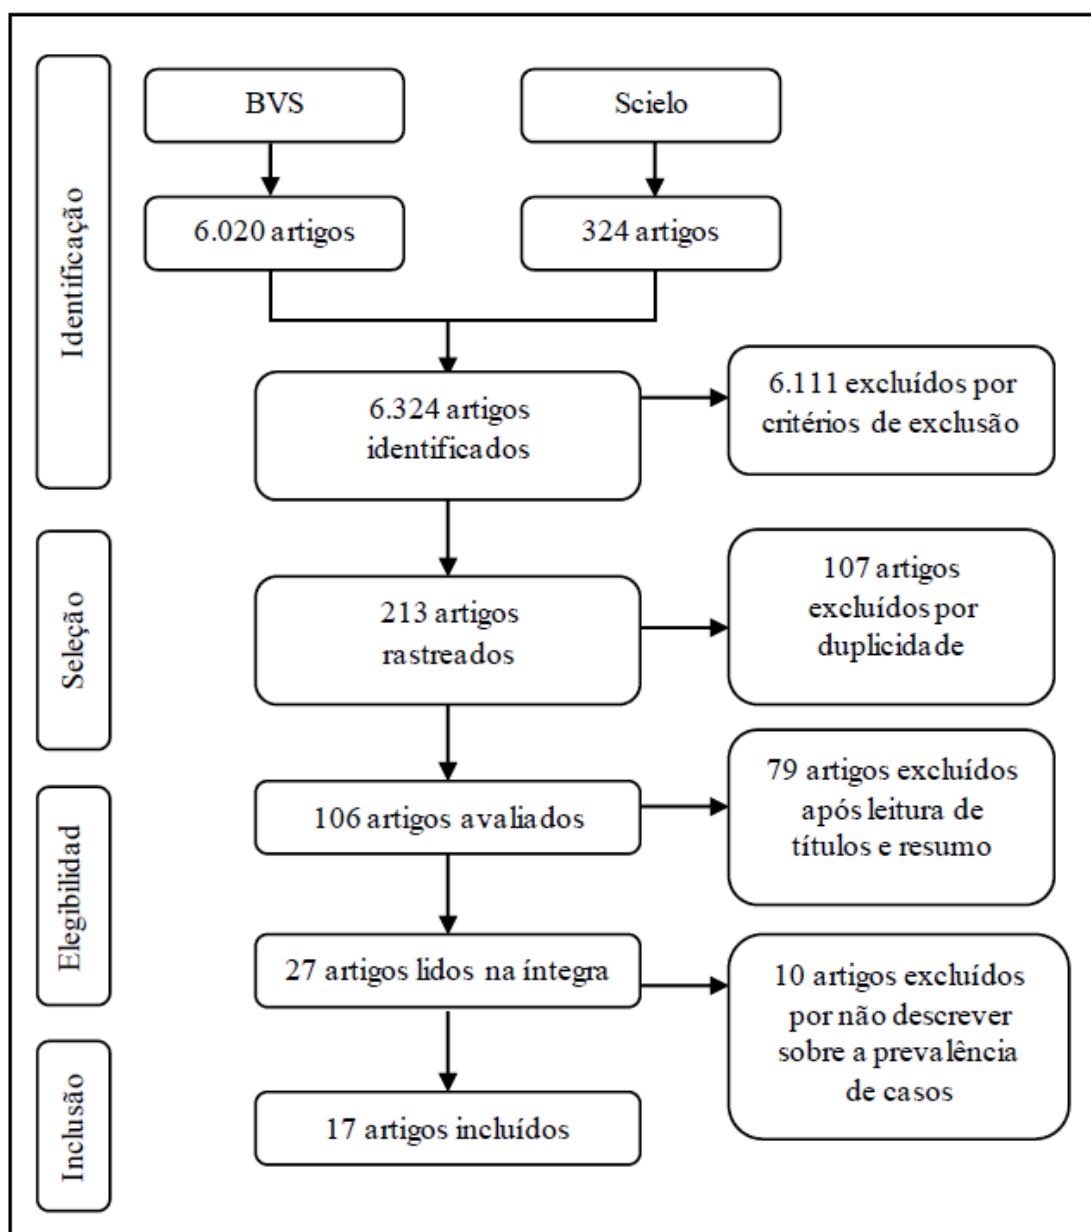 Identificação
BVS
Scielo
6.020 artigos
324 artigos
6.324 artigos
identificados
6.111 excluídos por
critérios de exclusão
Seleção
213 artigos
rastreados
107 artigos
excluídos por
duplicidade
Elegibilidad
106 artigos avaliados
79 artigos excluídos
após leitura de
títulos e resumo
27 artigos lidos na íntegra
10 artigos excluídos
por não descrever
sobre a prevalência
de casos
Inclusão
17 artigos incluídos